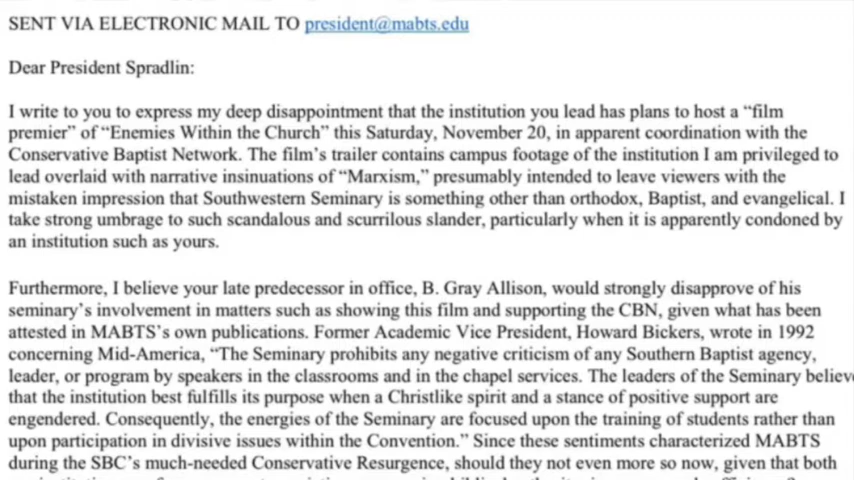 SENT VIA ELECTRONIC MAIL TO president@mabts.edu
Dear President Spradlin:
I write to you to express my deep disappointment that the institution you lead has plans to host a “film
premier” of “Enemies Within the Church” this Saturday, November 20, in apparent coordination with the
Conservative Baptist Network. The film’s trailer contains campus footage of the institution I am privileged to
lead overlaid with narrative insinuations of “Marxism,” presumably intended to leave viewers with the
mistaken impression that Southwestern Seminary is something other than orthodox, Baptist, and evangelical. I
take strong umbrage to such scandalous and scurrilous slander, particularly when it is apparently condoned by
an institution such as yours.
Furthermore, I believe your late predecessor in office, B. Gray Allison, would strongly disapprove of his
seminary’s involvement in matters such as showing this film and supporting the CBN, given what has been
attested in MABTS’s own publications. Former Academic Vice President, Howard Bickers, wrote in 1992
concerning Mid-America, “The Seminary prohibits any negative criticism of any Southern Baptist agency,
leader, or program by speakers in the classrooms and in the chapel services. The leaders of the Seminary believe
that the institution best fulfills its purpose when a Christlike spirit and a stance of positive support are
engendered. Consequently, the energies of the Seminary are focused upon the training of students rather than
upon participation in divisive issues within the Convention.” Since these sentiments characterized MABTS
during the SBC’s much-needed Conservative Resurgence, should they not even more so now, given that both